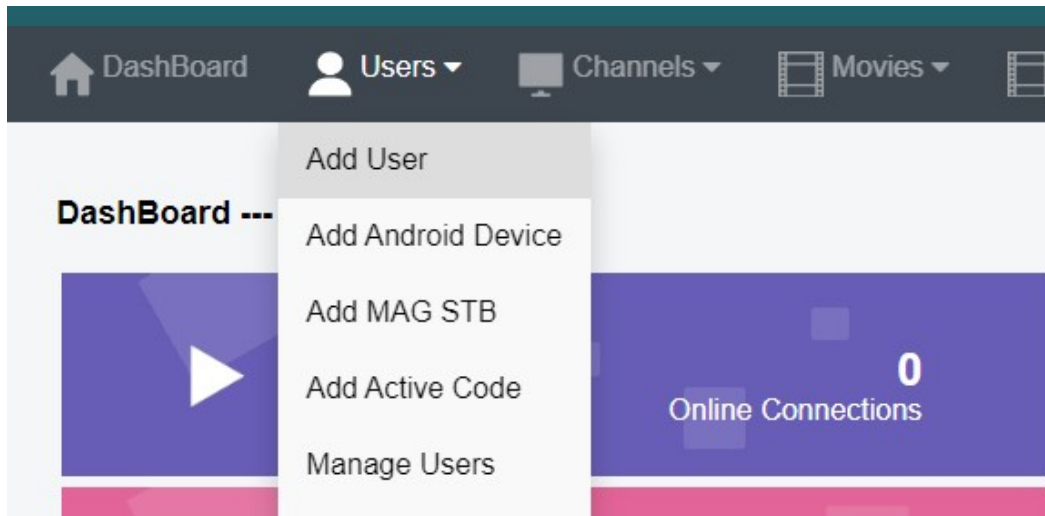 DashBoard Users Channels Movies
Add User
DashBoard ---
Add Android Device
Add MAG STB
Add Active Code
0
Online Connections
Manage Users